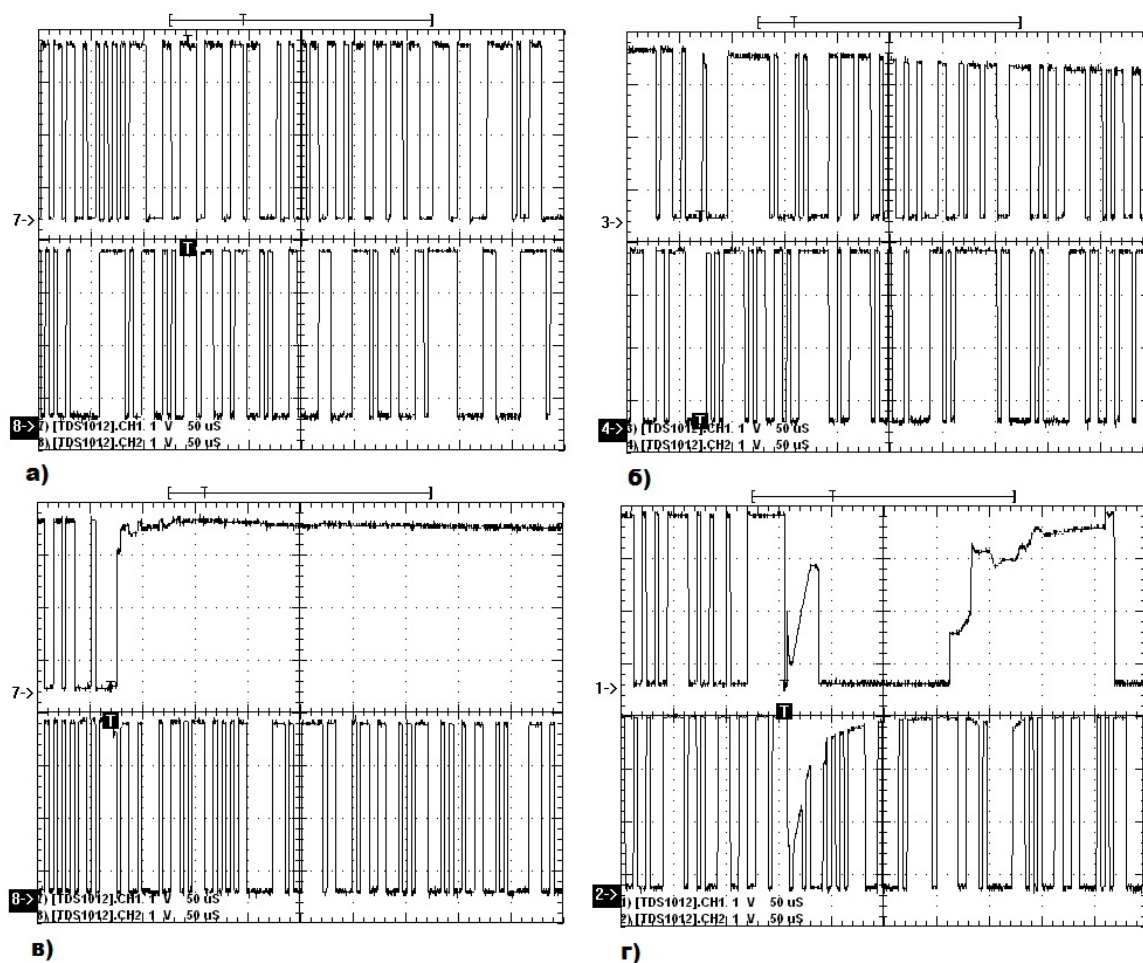 T
T
7->
3->
T
T
8->
7) [TDS1012].CH1 1 V 50 uS
8) [TDS1012].CH2 1 V 50 uS
4->
3) [TDS1012].CH1 1 V 50 uS
4) [TDS1012].CH2 1 V 50 uS
а)
б)
7->
1->
T
T
8->
7) [TDS1012].CH1 1 V 50 uS
8) [TDS1012].CH2 1 V 50 uS
2->
1) [TDS1012].CH1 1 V 50 uS
2) [TDS1012].CH2 1 V 50 uS
в)
г)